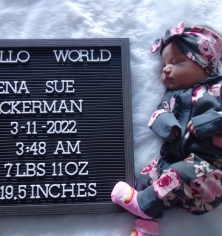 LLO WORLD
ENA SUE
CKERMAN
3-11-2022
3:48 AM
7 LBS 11 OZ
19.5 INCHES